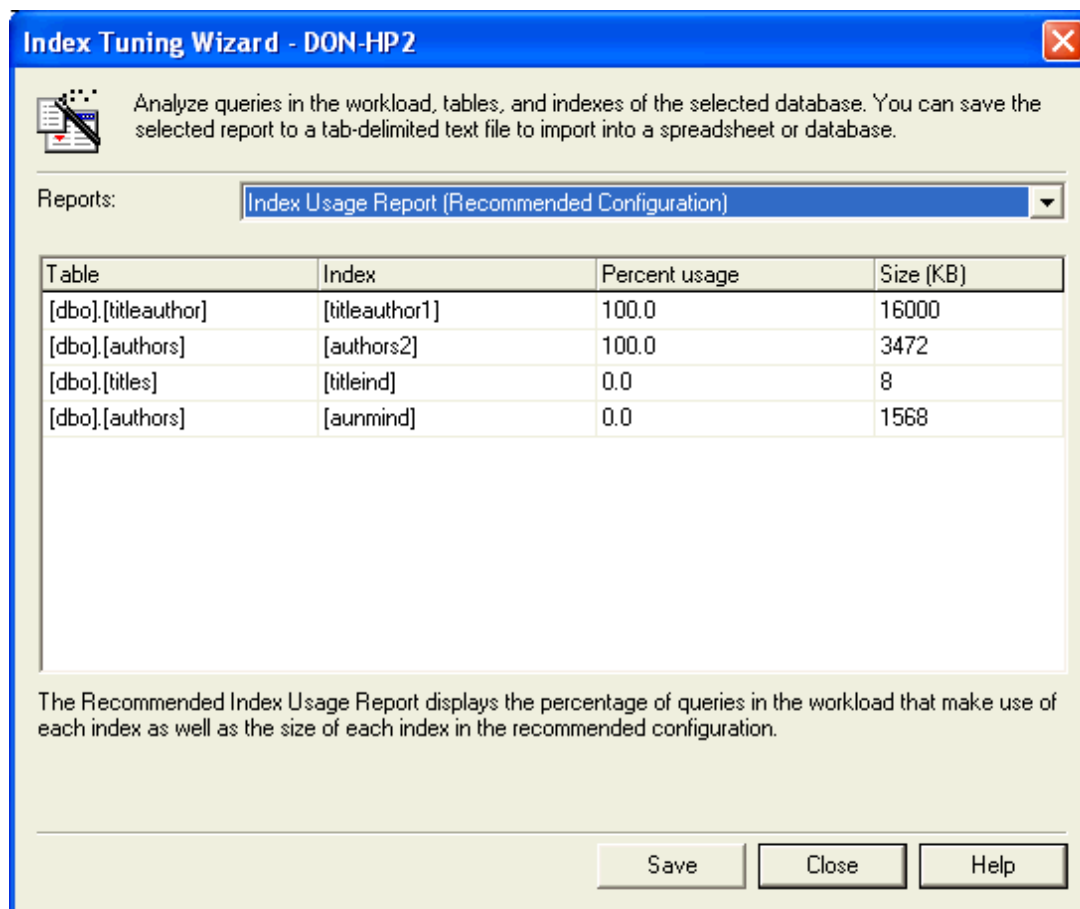 Index Tuning Wizard - DON-HP2
Analyze queries in the workload, tables, and indexes of the selected database. You can save the
selected report to a tab-delimited text file to import into a spreadsheet or database.
Reports: Index Usage Report (Recommended Configuration)
Table Index Percent usage Size (KB)
[dbo].[titleauthor] [titleauthor1] 100.0 16000
[dbo].[authors] [authors2] 100.0 3472
[dbo].[titles] [titleind] 0.0 8
[dbo].[authors] [aunmind] 0.0 1568
The Recommended Index Usage Report displays the percentage of queries in the workload that make use of
each index as well as the size of each index in the recommended configuration.
Save Close Help